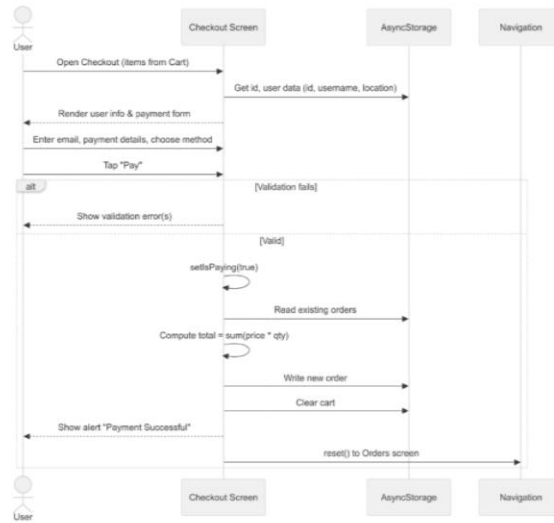 User
Checkout Screen
AsyncStorage
Navigation
Open Checkout (items from Cart)
Get id, user data (id, username, location)
Render user info & payment form
Enter email, payment details, choose method
Tap "Pay"
alt
[Validation fails]
Show validation error(s)
[Valid]
setIsPaying(true)
Read existing orders
Compute total = sum(price * qty)
Write new order
Clear cart
Show alert "Payment Successful"
reset() to Orders screen
User
Checkout Screen
AsyncStorage
Navigation